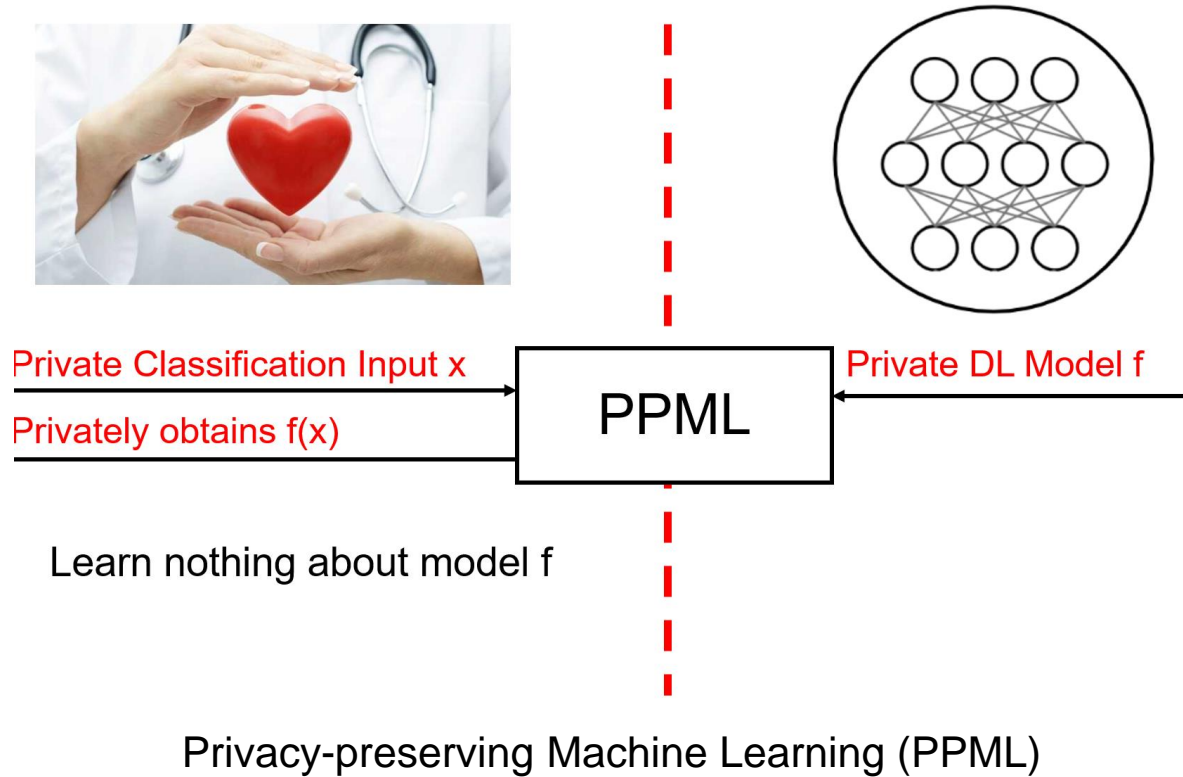 Private Classification Input x
Private DL Model f
PPML
Privately obtains f(x)
Learn nothing about model f
Privacy-preserving Machine Learning (PPML)